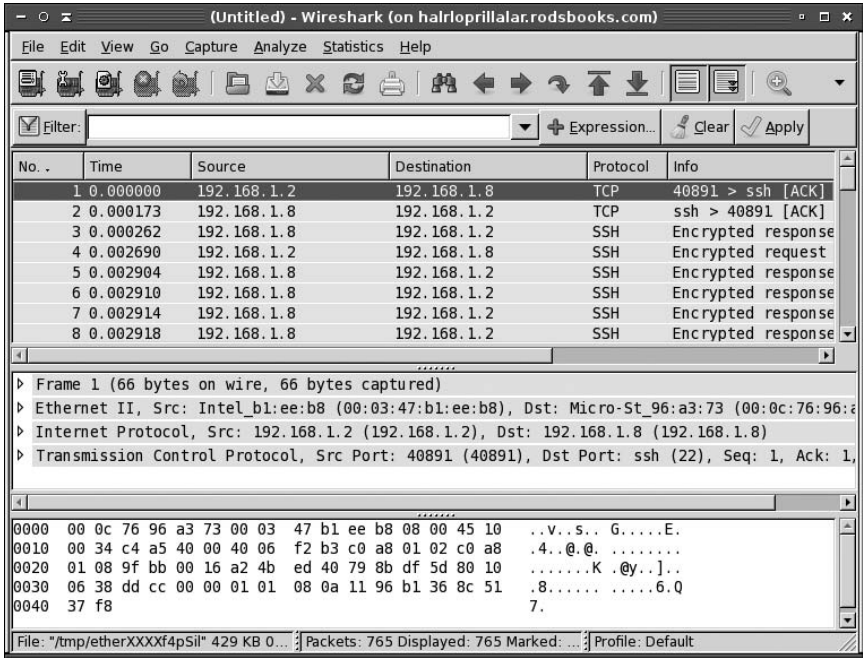 (Untitled) - Wireshark (on halrloprillalar.rodsbooks.com)
File Edit View Go Capture Analyze Statistics Help
Filter: Expression... Clear Apply
No. . Time Source Destination Protocol Info
1 0.000000 192.168.1.2 192.168.1.8 TCP 40891 > ssh [ACK]
2 0.000173 192.168.1.8 192.168.1.2 TCP ssh > 40891 [ACK]
3 0.000262 192.168.1.8 192.168.1.2 SSH Encrypted response
4 0.002690 192.168.1.2 192.168.1.8 SSH Encrypted request
5 0.002904 192.168.1.8 192.168.1.2 SSH Encrypted response
6 0.002910 192.168.1.8 192.168.1.2 SSH Encrypted response
7 0.002914 192.168.1.8 192.168.1.2 SSH Encrypted response
8 0.002918 192.168.1.8 192.168.1.2 SSH Encrypted response
Frame 1 (66 bytes on wire, 66 bytes captured)
Ethernet II, Src: Intel_b1:ee:b8 (00:03:47:b1:ee:b8), Dst: Micro-St_96:a3:73 (00:0c:76:96:a
Internet Protocol, Src: 192.168.1.2 (192.168.1.2), Dst: 192.168.1.8 (192.168.1.8)
Transmission Control Protocol, Src Port: 40891 (40891), Dst Port: ssh (22), Seq: 1, Ack: 1,
0000 00 0c 76 96 a3 73 00 03 47 b1 ee b8 08 00 45 10 ..v..s.. G.....E.
0010 00 34 c4 a5 40 00 40 06 f2 b3 c0 a8 01 02 c0 a8 .4..@.@. ........
0020 01 08 9f bb 00 16 a2 4b ed 40 79 8b df 5d 80 10 .......K .@y..]..
0030 06 38 dd cc 00 00 01 01 08 0a 11 96 b1 36 8c 51 .8...... .....6.Q
0040 37 f8 7.
File: "/tmp/etherXXXXf4pSil" 429 KB 0... Packets: 765 Displayed: 765 Marked: ... Profile: Default